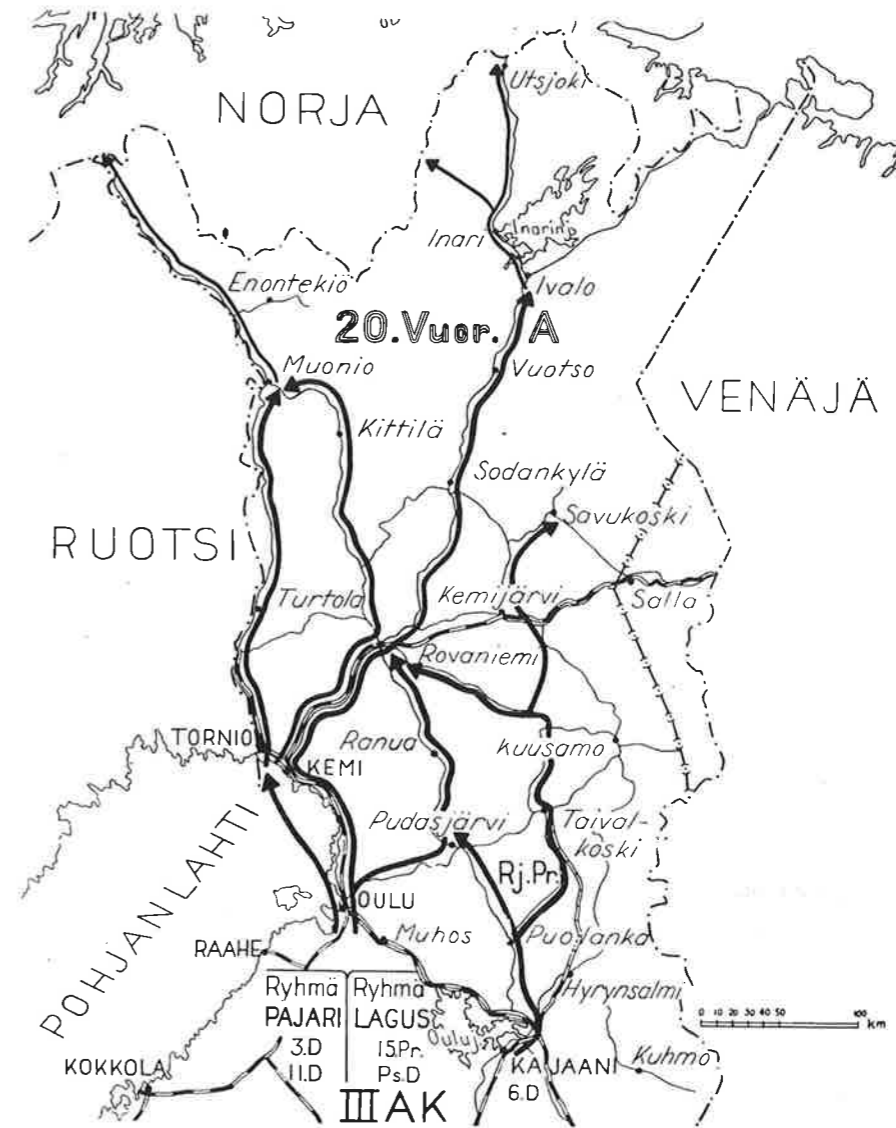 Utsjoki
NORJA
Inari
Inarinj.
Enontekiö
Ivalo
20.Vuor. A
Muonio
Vuotso
VENÄJÄ
Kittilä
Sodankylä
Savukoski
RUOTSI
Turtola
Kemijärvi
Salla
Rovaniemi
TORNIO
Ranua
Kuusamo
KEMI
Pudasjärvi
Taival-
koski
Rj.Pr.
POHJANLAHTI
OULU
Muhos
Puolanka
RAAHE
Hyrynsalmi
Ryhmä
PAJARI
3.D
11.D
Ryhmä
LAGUS
15.Pr.
Ps.D
Ouluj.
0 10 20 30 40 50 100
km
KOKKOLA
KAJAANI
6.D
Kuhmo
III AK